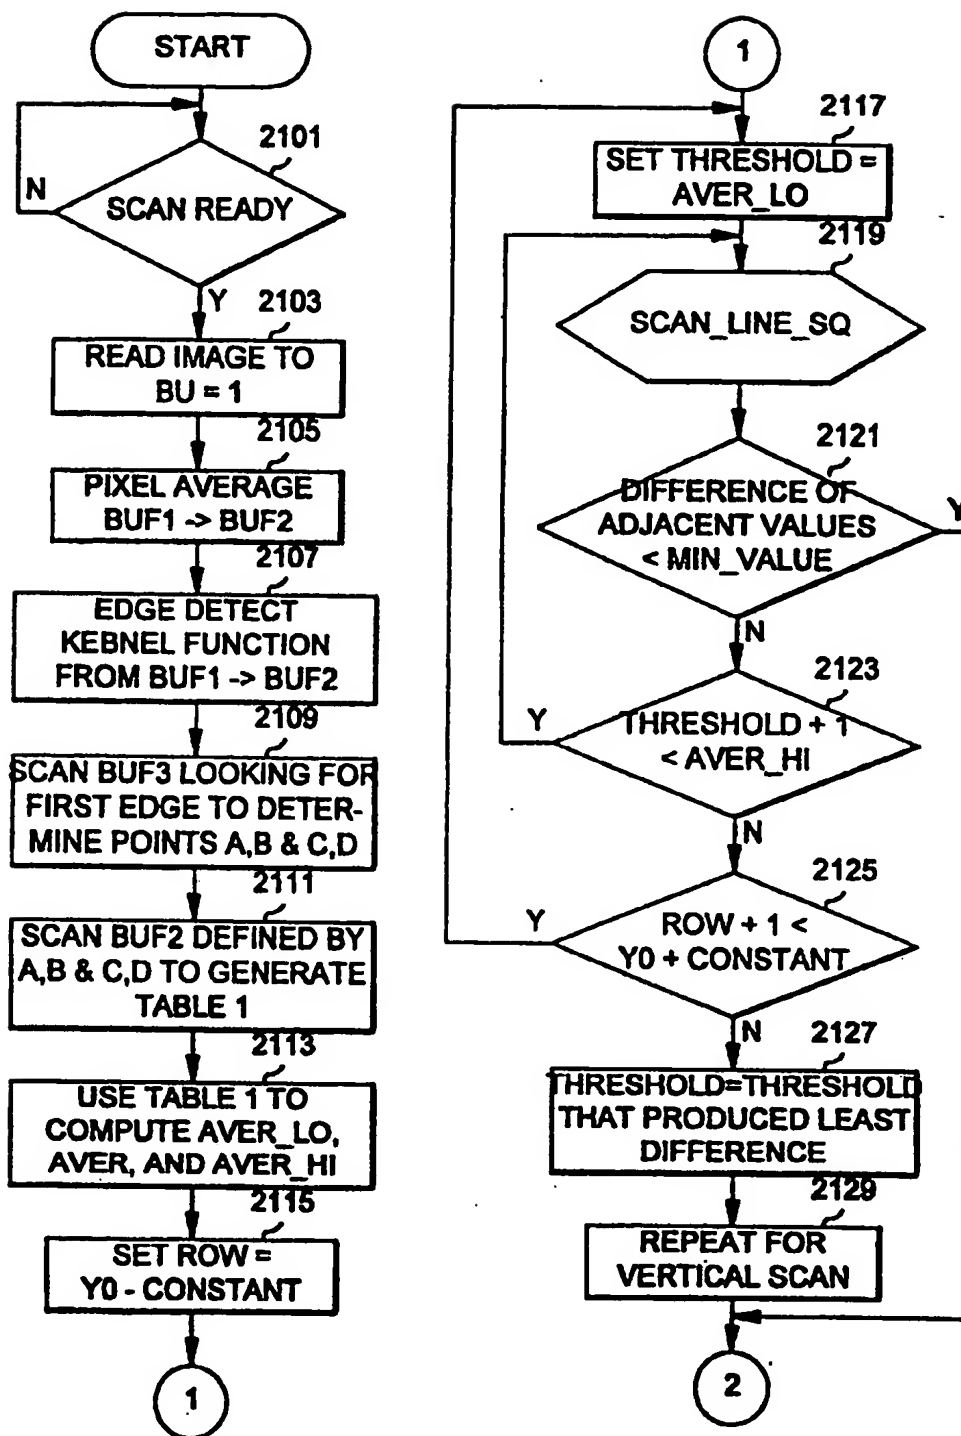 START
2101
N
SCAN READY
Y
2103
READ IMAGE TO
BU = 1
2105
PIXEL AVERAGE
BUF1 -> BUF2
2107
EDGE DETECT
KEBNEL FUNCTION
FROM BUF1 -> BUF2
2109
SCAN BUF3 LOOKING FOR
FIRST EDGE TO DETER-
MINE POINTS A,B & C,D
2111
SCAN BUF2 DEFINED BY
A,B & C,D TO GENERATE
TABLE 1
2113
USE TABLE 1 TO
COMPUTE AVER_LO,
AVER, AND AVER_HI
2115
SET ROW =
Y0 - CONSTANT
1
1
2117
SET THRESHOLD =
AVER_LO
2119
SCAN_LINE_SQ
2121
DIFFERENCE OF
ADJACENT VALUES
< MIN_VALUE
Y
N
2123
Y
THRESHOLD + 1
< AVER_HI
N
2125
Y
ROW + 1 <
Y0 + CONSTANT
N
2127
THRESHOLD=THRESHOLD
THAT PRODUCED LEAST
DIFFERENCE
2129
REPEAT FOR
VERTICAL SCAN
2